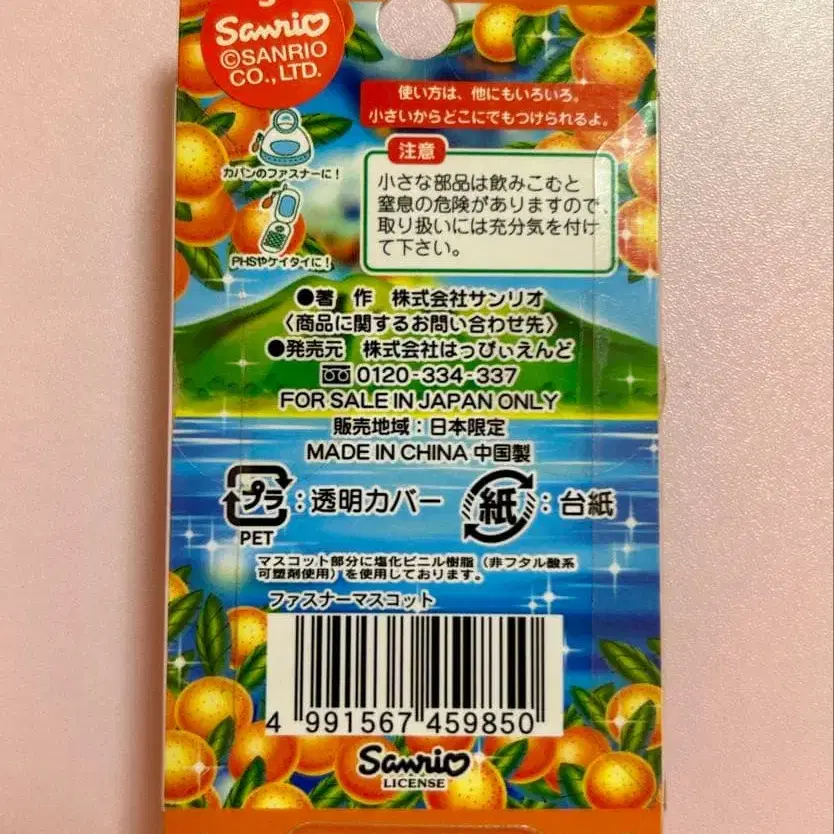 Sanrio
©SANRIO
CO.,LTD.
使い方は、他にもいろいろ。
小さいからどこにでもつけられるよ。
カバンのファスナーに!
PHSやケイタイに!
注意
小さな部品は飲みこむと
窒息の危険がありますので、
取り扱いには充分気を付け
て下さい。
●著 作 株式会社サンリオ
〈商品に関するお問い合わせ先〉
●発売元 株式会社はっぴぃえんど
0120-334-337
FOR SALE IN JAPAN ONLY
販売地域:日本限定
MADE IN CHINA 中国製
プラ:透明カバー 紙:台紙
PET
マスコット部分に塩化ビニル樹脂(非フタル酸系
可塑剤使用)を使用しております。
ファスナーマスコット
4 991567 459850
Sanrio
LICENSE